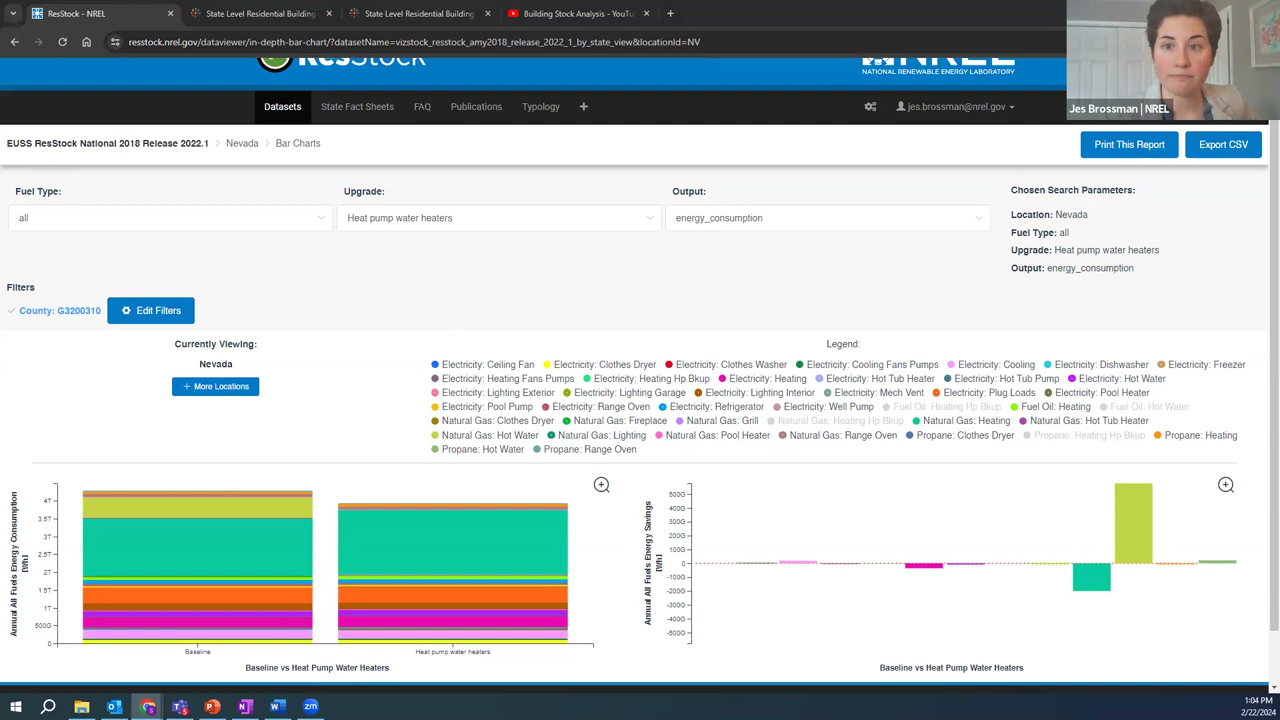 ResStock - NREL
State Level Residential Building
State Level Residential Building
Building Stock Analysis - YouTu
resstock.nrel.gov/dataviewer/in-depth-bar-chart/?datasetName=vizstock_resstock_amy2018_release_2022_1_by_state_view&locationId=NV
ResStock
NREL
NATIONAL RENEWABLE ENERGY LABORATORY
Jes Brossman | NREL
Datasets State Fact Sheets FAQ Publications Typology jes.brossman@nrel.gov
EUSS ResStock National 2018 Release 2022.1 > Nevada > Bar Charts
Print This Report Export CSV
Fuel Type: Upgrade: Output:
all Heat pump water heaters energy_consumption
Chosen Search Parameters:
Location: Nevada
Fuel Type: all
Upgrade: Heat pump water heaters
Output: energy_consumption
Filters
County: G3200310 Edit Filters
Currently Viewing:
Nevada
+ More Locations
Legend:
Electricity: Ceiling Fan Electricity: Clothes Dryer Electricity: Clothes Washer Electricity: Cooling Fans Pumps Electricity: Cooling Electricity: Dishwasher Electricity: Freezer
Electricity: Heating Fans Pumps Electricity: Heating Hp Bkup Electricity: Heating Electricity: Hot Tub Heater Electricity: Hot Tub Pump Electricity: Hot Water
Electricity: Lighting Exterior Electricity: Lighting Garage Electricity: Lighting Interior Electricity: Mech Vent Electricity: Plug Loads Electricity: Pool Heater
Electricity: Pool Pump Electricity: Range Oven Electricity: Refrigerator Electricity: Well Pump Fuel Oil: Heating Hp Bkup Fuel Oil: Heating Fuel Oil: Hot Water
Natural Gas: Clothes Dryer Natural Gas: Fireplace Natural Gas: Grill Natural Gas: Heating Hp Bkup Natural Gas: Heating Natural Gas: Hot Tub Heater
Natural Gas: Hot Water Natural Gas: Lighting Natural Gas: Pool Heater Natural Gas: Range Oven Propane: Clothes Dryer Propane: Heating Hp Bkup Propane: Heating
Propane: Hot Water Propane: Range Oven
Annual All Fuels Energy Consumption
[Wh]
4T
3.5T
3T
2.5T
2T
1.5T
1T
500G
0
Baseline Heat pump water heaters
Baseline vs Heat Pump Water Heaters
Annual All Fuels Energy Savings
[Wh]
500G
400G
300G
200G
100G
0
-100G
-200G
-300G
-400G
-500G
Baseline vs Heat Pump Water Heaters
1:04 PM
2/22/2024